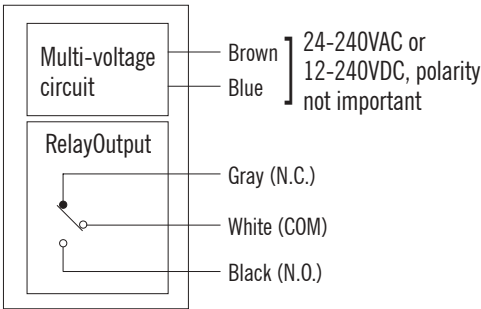 Multi-voltage
circuit
Brown
Blue
24-240VAC or
12-240VDC, polarity
not important
RelayOutput
Gray (N.C.)
White (COM)
Black (N.O.)